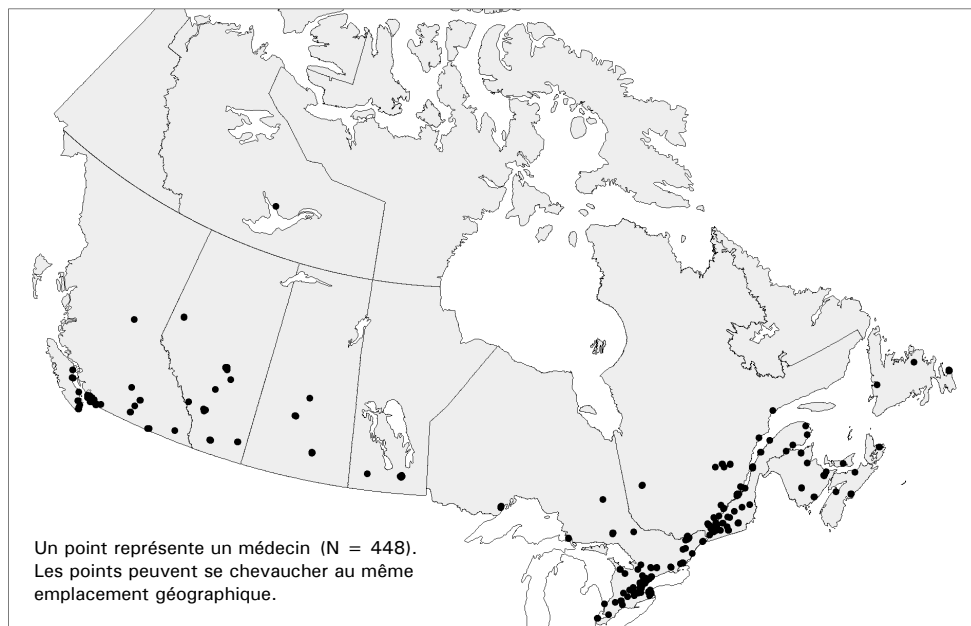 Un point représente un médecin (N = 448).
Les points peuvent se chevaucher au même
emplacement géographique.